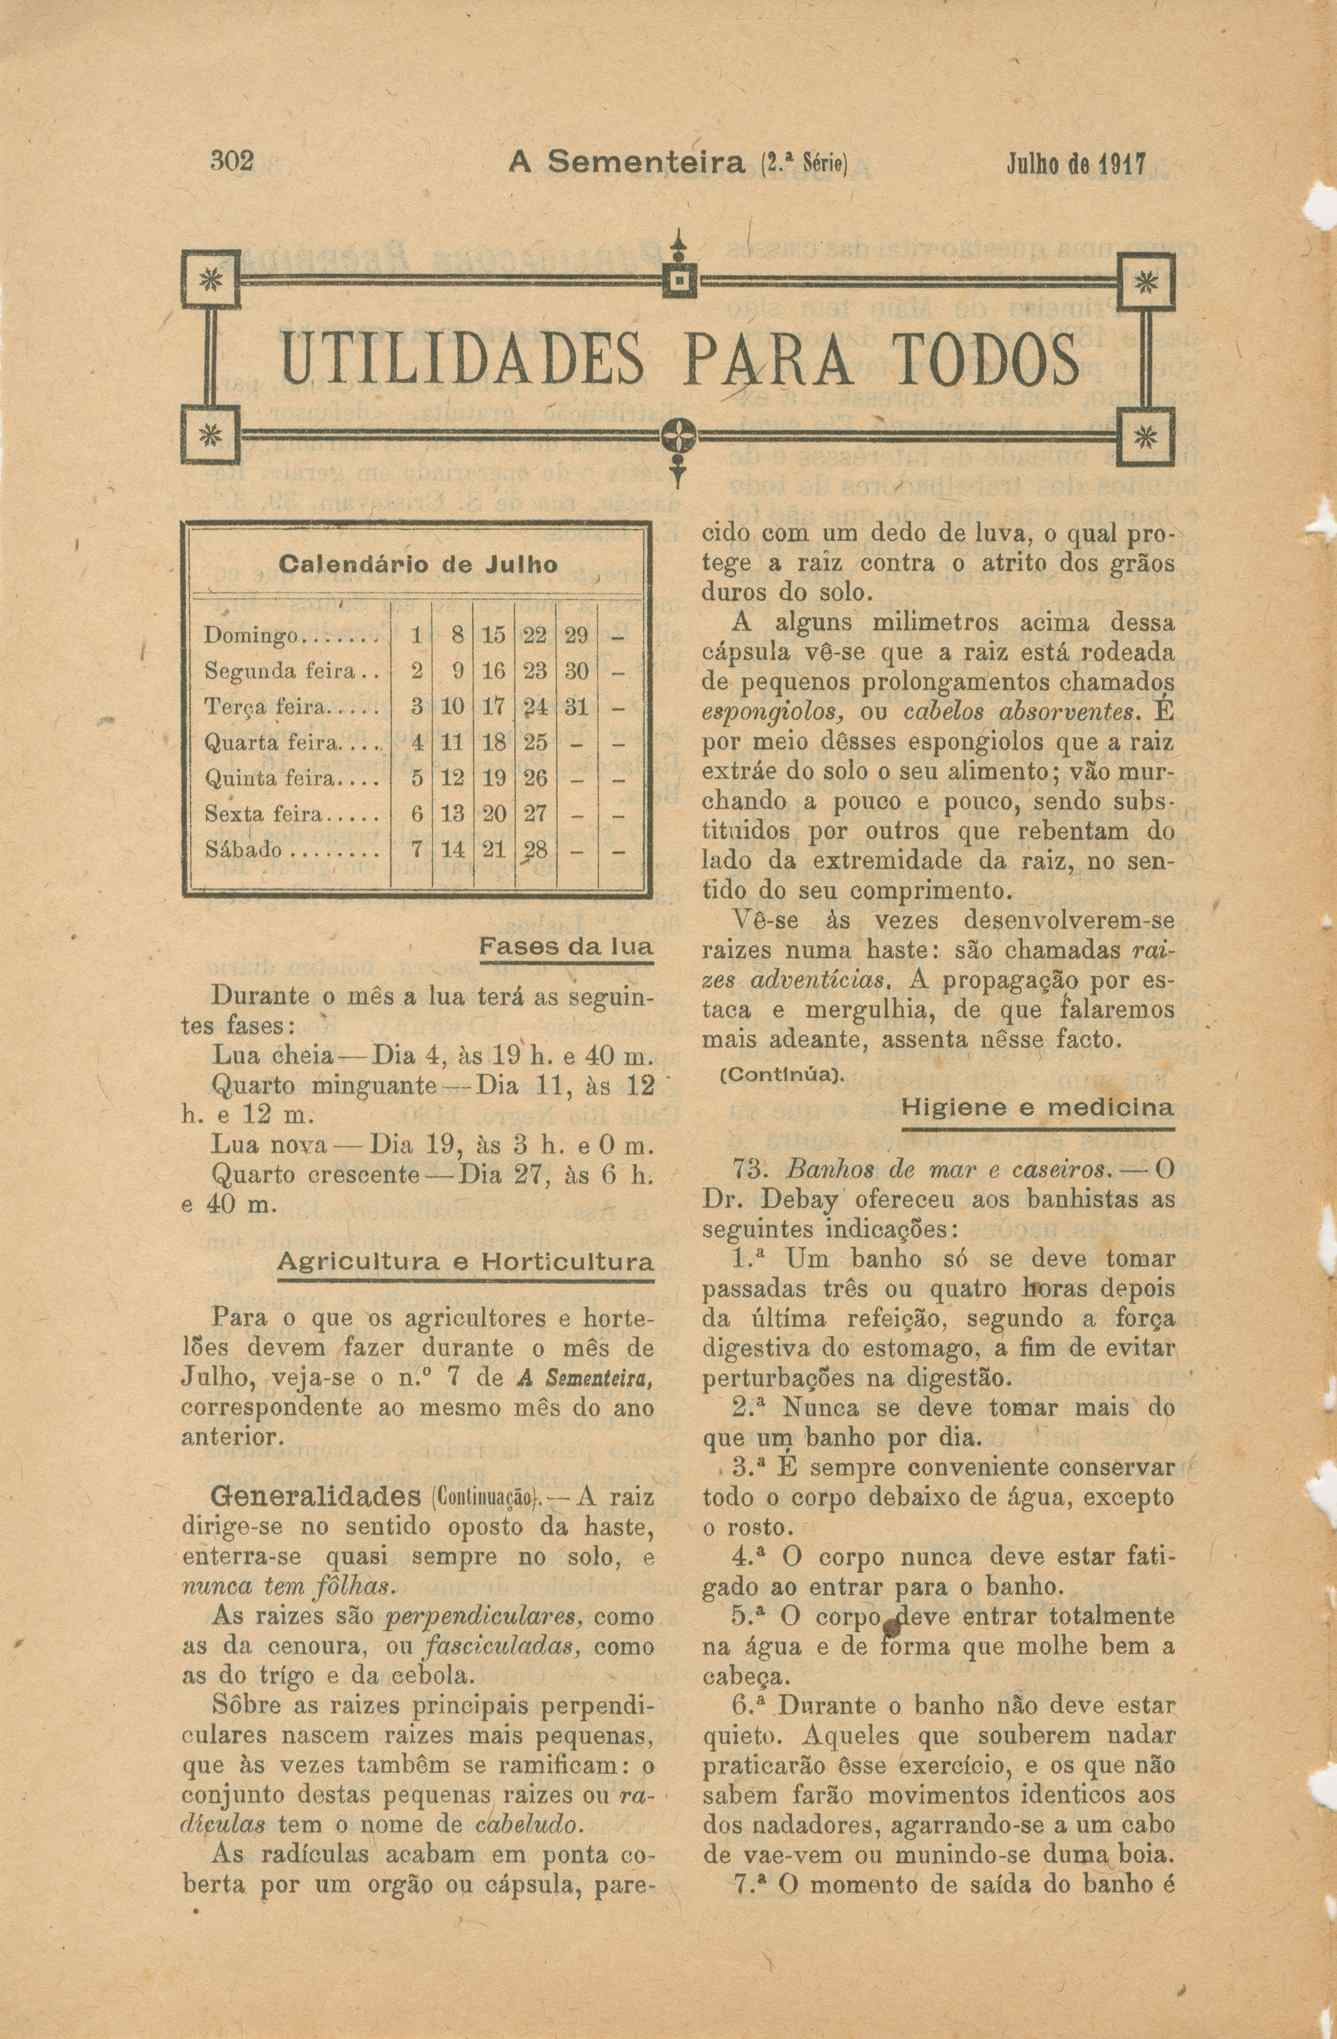 302
A Sementeira (2.ª Série)
Julho de 1917
UTILIDADES PARA TODOS
Calendário de Julho
Domingo....... 1 8 15 22 29 –
Segunda feira.. 2 9 16 23 30 –
Terça feira..... 3 10 17 24 31 –
Quarta feira.... 4 11 18 25 – –
Quinta feira.... 5 12 19 26 – –
Sexta feira..... 6 13 20 27 – –
Sábado........ 7 14 21 28 – –
Fases da lua
Durante o mês a lua terá as seguin-
tes fases:
Lua cheia—Dia 4, às 19 h. e 40 m.
Quarto minguante—Dia 11, às 12
h. e 12 m.
Lua nova—Dia 19, às 3 h. e 0 m.
Quarto crescente—Dia 27, às 6 h.
e 40 m.
Agricultura e Horticultura
Para o que os agricultores e horte-
lões devem fazer durante o mês de
Julho, veja-se o n.º 7 de A Sementeira,
correspondente ao mesmo mês do ano
anterior.
Generalidades (Continuação).—A raiz
dirige-se no sentido oposto da haste,
enterra-se quasi sempre no solo, e
nunca tem fôlhas.
As raizes são perpendiculares, como
as da cenoura, ou fasciculadas, como
as do trígo e da cebola.
Sôbre as raizes principais perpendi-
culares nascem raizes mais pequenas,
que às vezes tambêm se ramificam: o
conjunto destas pequenas raizes ou ra-
dículas tem o nome de cabeludo.
As radículas acabam em ponta co-
berta por um orgão ou cápsula, pare-
cido com um dedo de luva, o qual pro-
tege a raiz contra o atrito dos grãos
duros do solo.
A alguns milimetros acima dessa
cápsula vê-se que a raiz está rodeada
de pequenos prolongamentos chamados
espongiolos, ou cabelos absorventes. É
por meio dêsses espongiolos que a raiz
extráe do solo o seu alimento; vão mur-
chando a pouco e pouco, sendo subs-
tituidos por outros que rebentam do
lado da extremidade da raiz, no sen-
tido do seu comprimento.
Vê-se às vezes desenvolverem-se
raizes numa haste: são chamadas rai-
zes adventícias. A propagação por es-
taca e mergulhia, de que falaremos
mais adeante, assenta nêsse facto.
(Continúa).
Higiene e medicina
73. Banhos de mar e caseiros.—O
Dr. Debay ofereceu aos banhistas as
seguintes indicações:
1.ª Um banho só se deve tomar
passadas três ou quatro horas depois
da última refeição, segundo a força
digestiva do estomago, a fim de evitar
perturbações na digestão.
2.ª Nunca se deve tomar mais do
que um banho por dia.
3.ª É sempre conveniente conservar
todo o corpo debaixo de água, excepto
o rosto.
4.ª O corpo nunca deve estar fati-
gado ao entrar para o banho.
5.ª O corpo deve entrar totalmente
na água e de forma que molhe bem a
cabeça.
6.ª Durante o banho não deve estar
quieto. Aqueles que souberem nadar
praticarão êsse exercício, e os que não
sabem farão movimentos identicos aos
dos nadadores, agarrando-se a um cabo
de vae-vem ou munindo-se duma boia.
7.ª O momento de saída do banho é